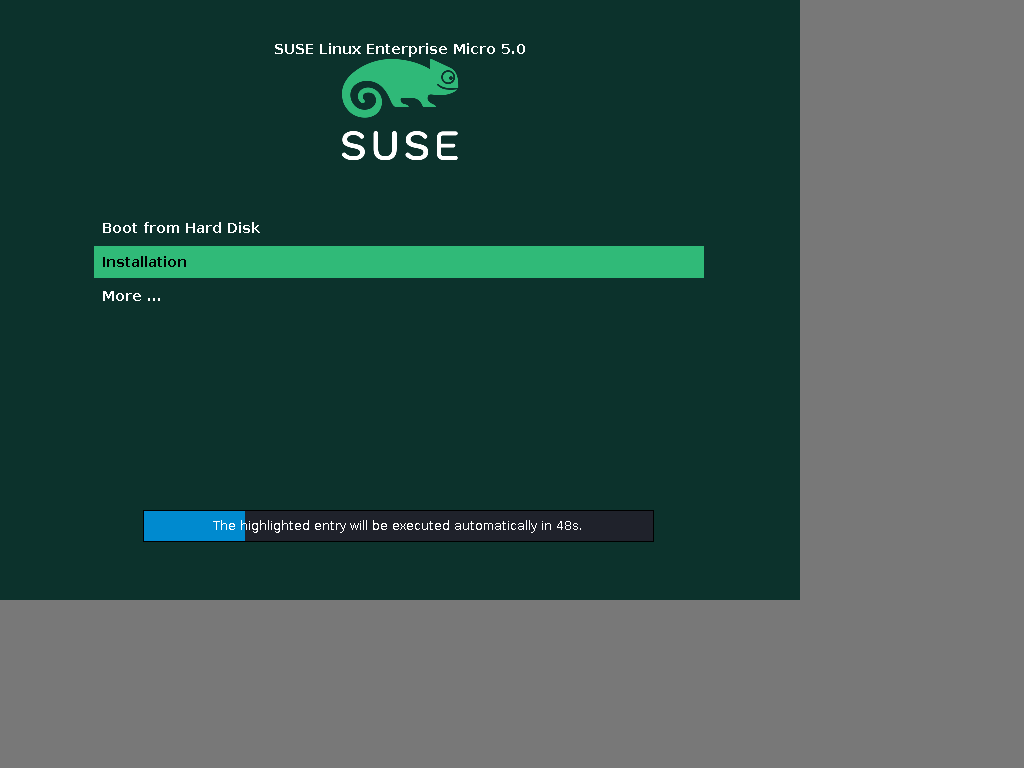 SUSE Linux Enterprise Micro 5.0
SUSE
Boot from Hard Disk
Installation
More ...
The highlighted entry will be executed automatically in 48s.